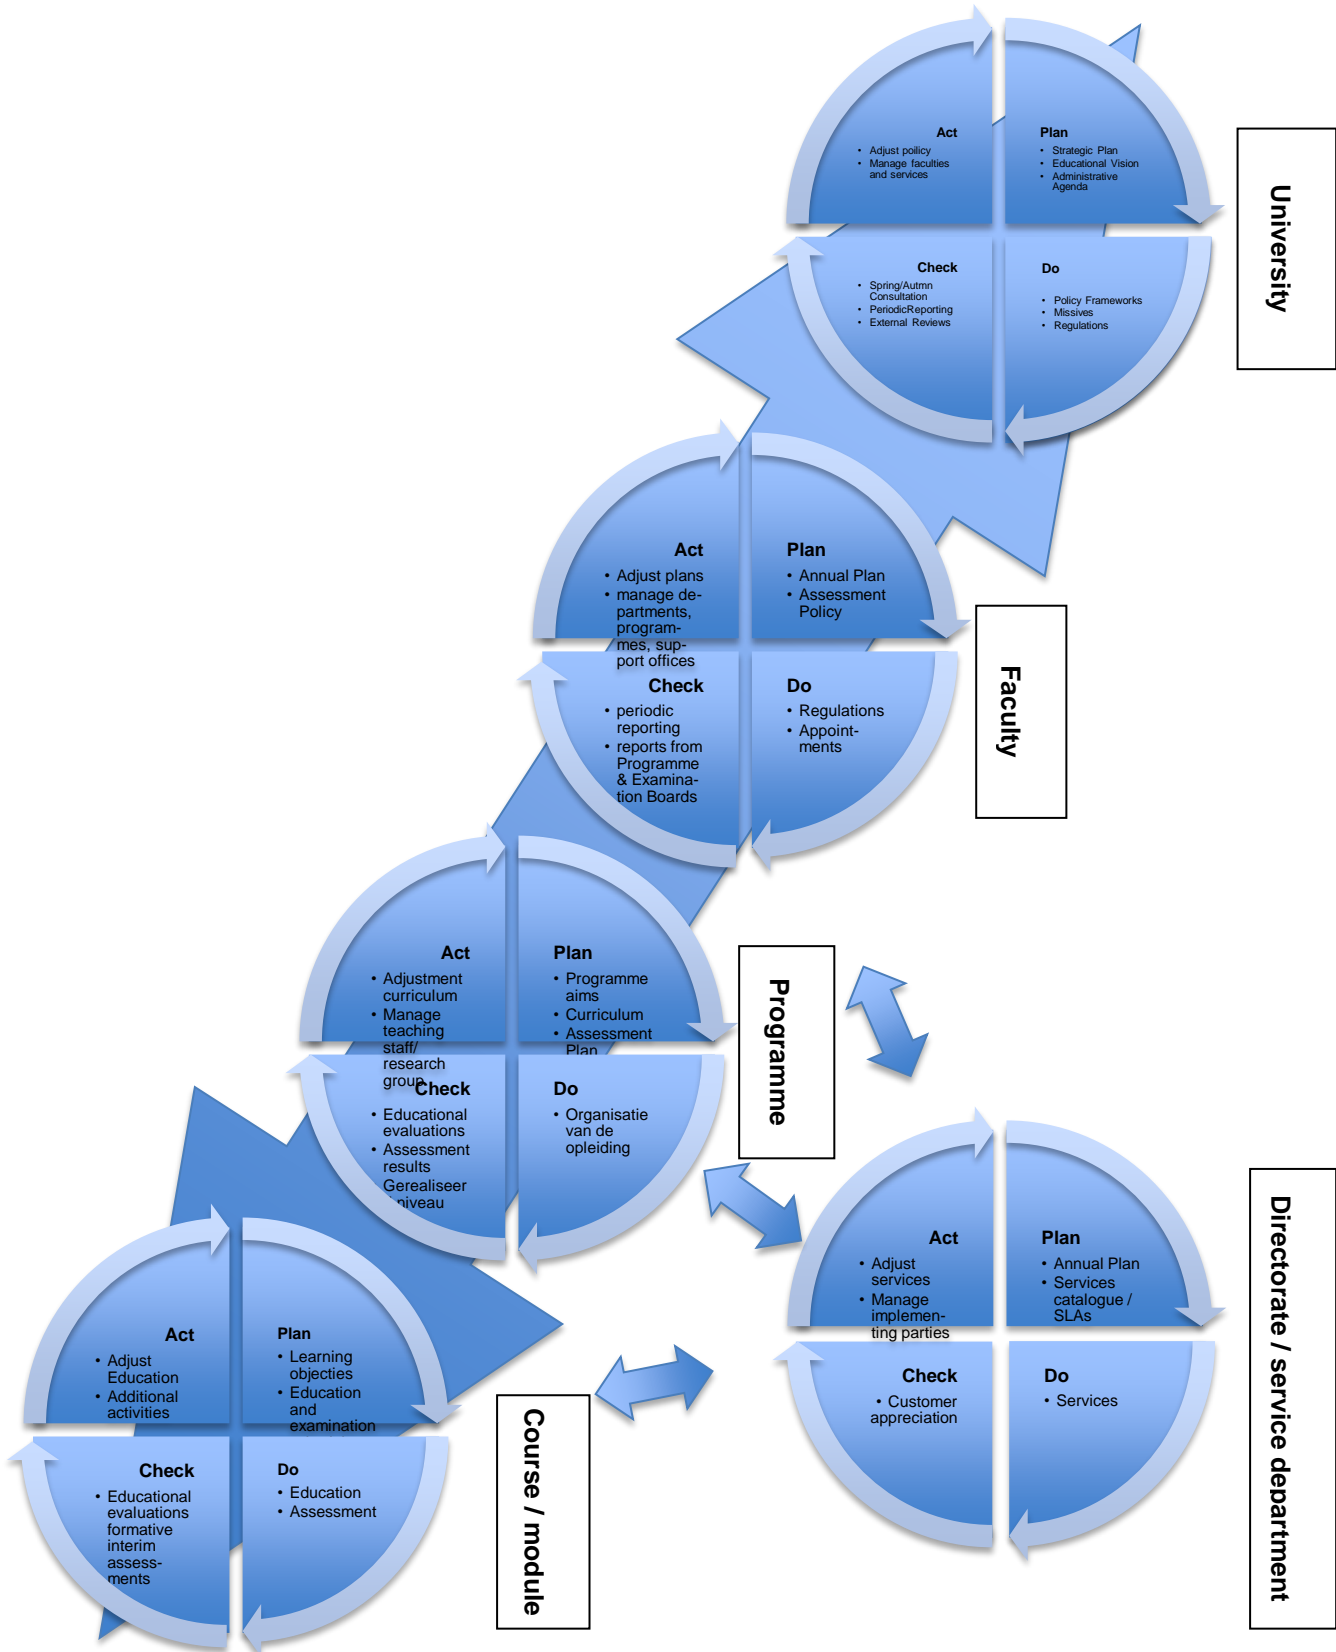 Act
• Adjust poilicy
• Manage faculties
and services
Plan
• Strategic Plan
• Educational Vision
• Administrative
Agenda
Check
• Spring/Autmn
Consultation
• PeriodicReporting
• External Reviews
Do
• Policy Frameworks
• Missives
• Regulations
University
Act
• Adjust plans
• manage de-
partments,
program-
mes, sup-
port offices
Plan
• Annual Plan
• Assessment
Policy
Check
• periodic
reporting
• reports from
Programme
& Examina-
tion Boards
Do
• Regulations
• Appoint-
ments
Faculty
Act
• Adjustment
curriculum
• Manage
teaching
staff/
research
group
Plan
• Programme
aims
• Curriculum
• Assessment
Plan
Check
• Educational
evaluations
• Assessment
results
Gerealiseer
niveau
Do
• Organisatie
van de
opleiding
Programme
Act
• Adjust
services
• Manage
implemen-
ting parties
Plan
• Annual Plan
• Services
catalogue /
SLAs
Check
• Customer
appreciation
Do
• Services
Directorate / service department
Act
• Adjust
Education
• Additional
activities
Plan
• Learning
objecties
• Education
and
examination
Check
• Educational
evaluations
formative
interim
assess-
ments
Do
• Education
• Assessment
Course / module